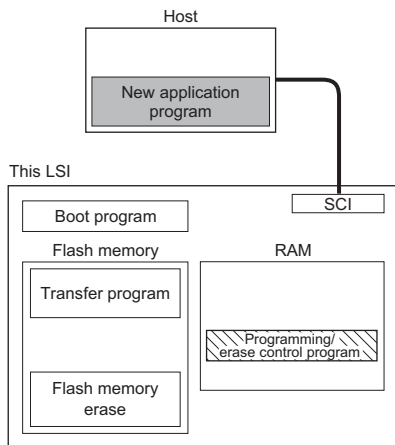 Host
New application
program
This LSI
SCI
Boot program
Flash memory
RAM
Transfer program
Programming/
erase control program
Flash memory
erase